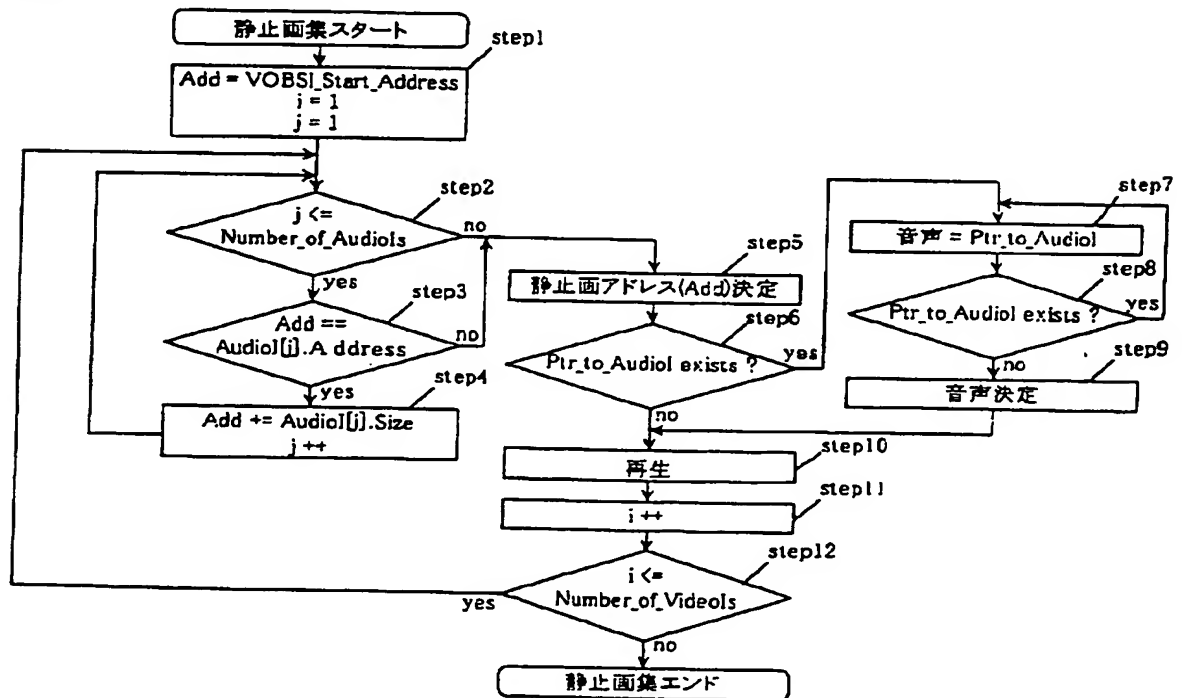 静止画集スタート
step1
Add = VOBSI_Start_Address
i = 1
j = 1
step2
j <=
Number_of_AudioIs
no
yes
step3
Add ==
AudioI[j].A ddress
no
yes
step4
Add += AudioI[j].Size
j ++
step5
静止画アドレス(Add)決定
step6
Ptr_to_AudioI exists ?
yes
no
step7
音声 = Ptr_to_AudioI
step8
Ptr_to_AudioI exists ?
yes
no
step9
音声決定
step10
再生
step11
i ++
step12
i <=
Number_of_VideoIs
yes
no
静止画集エンド